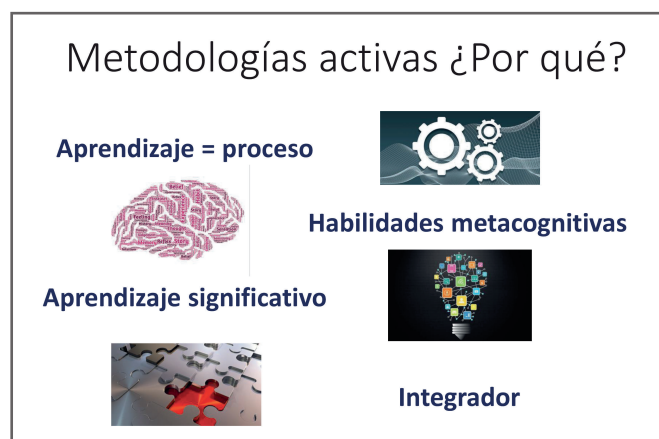 Metodologías activas ¿Por qué?
Aprendizaje = proceso
Habilidades metacognitivas
Aprendizaje significativo
Integrador